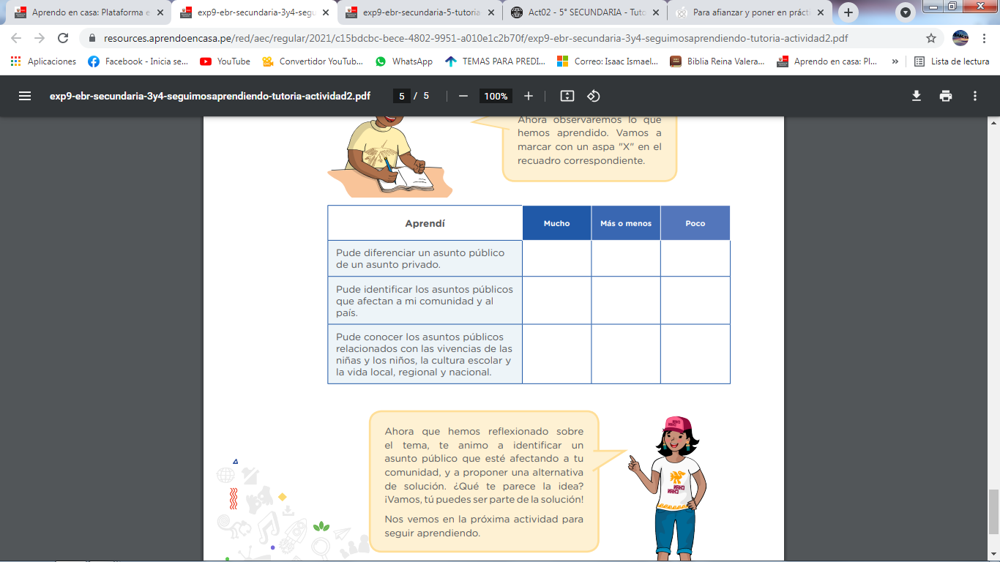 Aprendo en casa: Plataforma e
exp9-ebr-secundaria-3y4-segu
exp9-ebr-secundaria-5-tutoria
Act02 - 5° SECUNDARIA - Tuto
Para afianzar y poner en práct
resources.aprendoencasa.pe/red/aec/regular/2021/c15bdcbc-bece-4802-9951-a010e1c2b70f/exp9-ebr-secundaria-3y4-seguimosaprendiendo-tutoria-actividad2.pdf
Aplicaciones
Facebook - Inicia se...
YouTube
Convertidor YouTub...
WhatsApp
TEMAS PARA PREDI...
Correo: Isaac Ismael...
Biblia Reina Valera...
Aprendo en casa: Pl...
»
Lista de lectura
exp9-ebr-secundaria-3y4-seguimosaprendiendo-tutoria-actividad2.pdf
5 / 5
100%
Ahora observaremos lo que
hemos aprendido. Vamos a
marcar con un aspa "X" en el
recuadro correspondiente.
Aprendí
Mucho
Más o menos
Poco
Pude diferenciar un asunto público
de un asunto privado.
Pude identificar los asuntos públicos
que afectan a mi comunidad y al
país.
Pude conocer los asuntos públicos
relacionados con las vivencias de las
niñas y los niños, la cultura escolar y
la vida local, regional y nacional.
Ahora que hemos reflexionado sobre
el tema, te animo a identificar un
asunto público que esté afectando a tu
comunidad, y a proponer una alternativa
de solución. ¿Qué te parece la idea?
¡Vamos, tú puedes ser parte de la solución!
Nos vemos en la próxima actividad para
seguir aprendiendo.